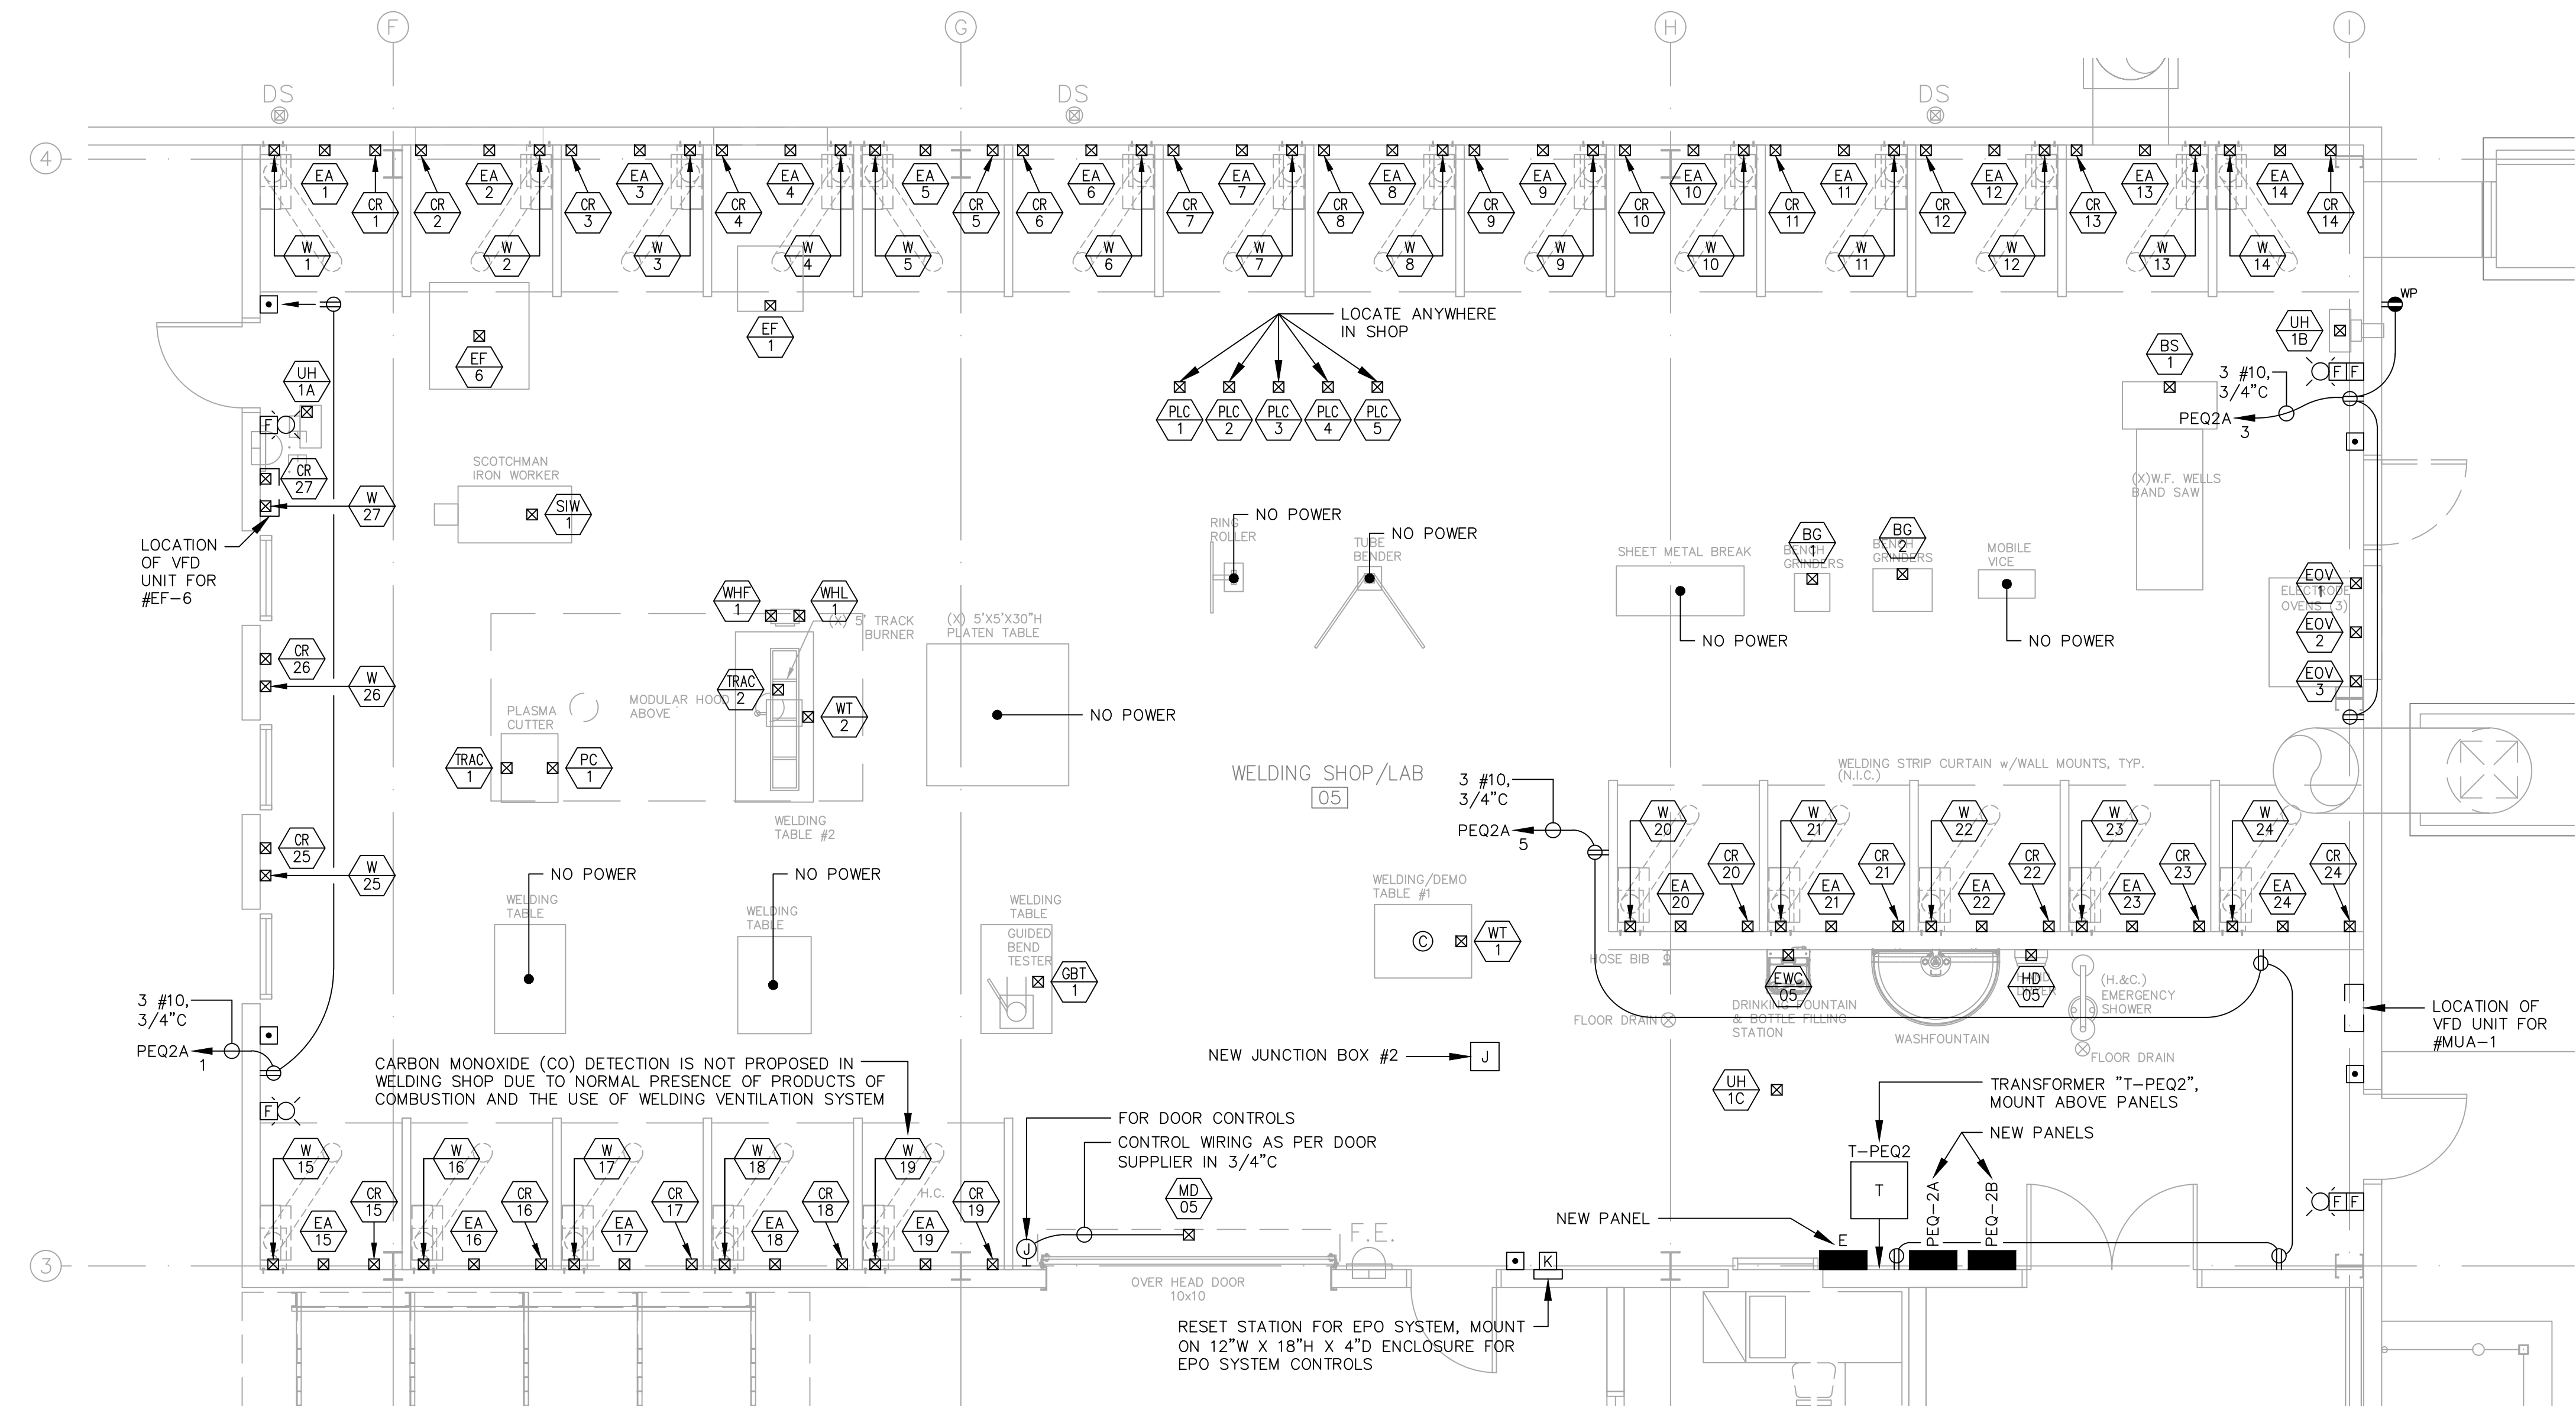 F
G
H
I
DS
DS
DS
4
EA
1
EA
2
EA
3
EA
4
EA
5
EA
6
EA
7
EA
8
EA
9
EA
10
EA
11
EA
12
EA
13
EA
14
CR
1
CR
2
CR
3
CR
4
CR
5
CR
6
CR
7
CR
8
CR
9
CR
10
CR
11
CR
12
CR
13
CR
14
W
1
W
2
W
3
W
4
W
5
W
6
W
7
W
8
W
9
W
10
W
11
W
12
W
13
W
14
WP
LOCATE ANYWHERE
IN SHOP
EF
1
EF
6
UH
1A
UH
1B
BS
1
F
F F
3 #10,
3/4"C
PEQ2A
3
PLC
1
PLC
2
PLC
3
PLC
4
PLC
5
CR
27
W
27
LOCATION
OF VFD
UNIT FOR
#EF-6
SCOTCHMAN
IRON WORKER
SIW
1
RING
ROLLER
NO POWER
TUBE
BENDER
NO POWER
SHEET METAL BREAK
NO POWER
BG
1
BENCH
GRINDERS
BG
2
BENCH
GRINDERS
MOBILE
VICE
NO POWER
(X)W.F. WELLS
BAND SAW
EOV
1
EOV
2
EOV
3
ELECTRODE
OVENS (3)
WHF
1
WHL
1
(X) 5' TRACK
BURNER
(X) 5'X5'X30"H
PLATEN TABLE
NO POWER
CR
26
W
26
TRAC
2
WT
2
MODULAR HOOD
ABOVE
PLASMA
CUTTER
TRAC
1
PC
1
WELDING
TABLE #2
WELDING SHOP/LAB
05
3 #10,
3/4"C
PEQ2A
5
WELDING STRIP CURTAIN w/WALL MOUNTS, TYP.
(N.I.C.)
W
20
W
21
W
22
W
23
W
24
CR
20
CR
21
CR
22
CR
23
CR
24
EA
20
EA
21
EA
22
EA
23
EA
24
CR
25
W
25
NO POWER
WELDING
TABLE
NO POWER
WELDING
TABLE
WELDING
TABLE
GUIDED
BEND
TESTER
GBT
1
WELDING/DEMO
TABLE #1
C
WT
1
HOSE BIB
EWC
05
HD
05
(H.&C.)
EMERGENCY
SHOWER
FLOOR DRAIN
DRINKING FOUNTAIN
& BOTTLE FILLING
STATION
WASHFOUNTAIN
FLOOR DRAIN
LOCATION OF
VFD UNIT FOR
#MUA-1
3 #10,
3/4"C
PEQ2A
1
F
CARBON MONOXIDE (CO) DETECTION IS NOT PROPOSED IN
WELDING SHOP DUE TO NORMAL PRESENCE OF PRODUCTS OF
COMBUSTION AND THE USE OF WELDING VENTILATION SYSTEM
NEW JUNCTION BOX #2
J
UH
1C
TRANSFORMER "T-PEQ2",
MOUNT ABOVE PANELS
NEW PANELS
T-PEQ2
T
PEQ-2A
PEQ-2B
FOR DOOR CONTROLS
CONTROL WIRING AS PER DOOR
SUPPLIER IN 3/4"C
MD
05
W
15
W
16
W
17
W
18
W
19
H.C.
CR
15
CR
16
CR
17
CR
18
CR
19
EA
15
EA
16
EA
17
EA
18
EA
19
J
F.E.
NEW PANEL
E
F F
3
K
OVER HEAD DOOR
10x10
RESET STATION FOR EPO SYSTEM, MOUNT
ON 12"W X 18"H X 4"D ENCLOSURE FOR
EPO SYSTEM CONTROLS